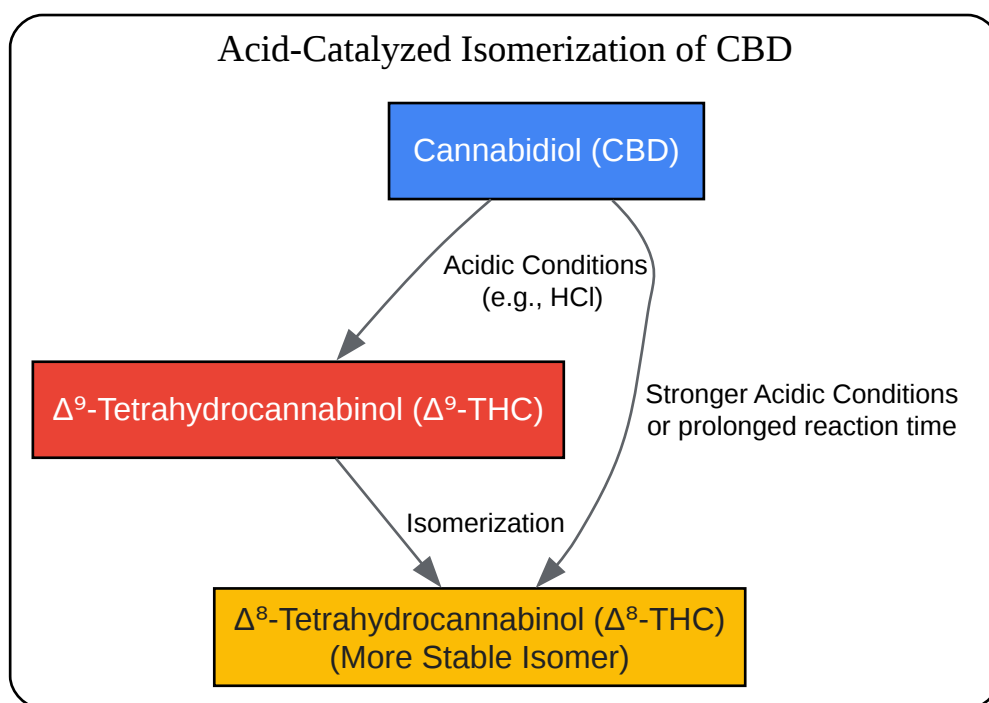 Acid-Catalyzed Isomerization of CBD
Cannabidiol (CBD)
Acidic Conditions
(e.g., HCl)
Δ⁹-Tetrahydrocannabinol (Δ⁹-THC)
Stronger Acidic Conditions
or prolonged reaction time
Isomerization
Δ⁸-Tetrahydrocannabinol (Δ⁸-THC)
(More Stable Isomer)